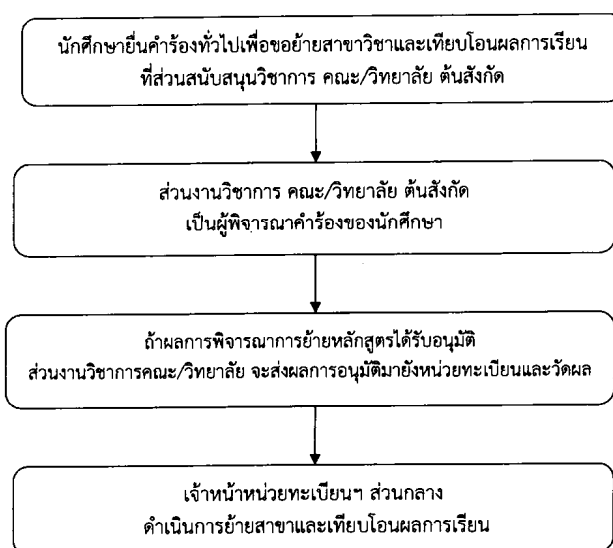 นักศึกษายื่นคำร้องทั่วไปเพื่อขอย้ายสาขาวิชาและเทียบโอนผลการเรียน
ที่ส่วนสนับสนุนวิชาการ คณะ/วิทยาลัย ต้นสังกัด
ส่วนงานวิชาการ คณะ/วิทยาลัย ต้นสังกัด
เป็นผู้พิจารณาคำร้องของนักศึกษา
ถ้าผลการพิจารณาการย้ายหลักสูตรได้รับอนุมัติ
ส่วนงานวิชาการคณะ/วิทยาลัย จะส่งผลการอนุมัติมายังหน่วยทะเบียนและวัดผล
เจ้าหน้าหน่วยทะเบียนฯ ส่วนกลาง
ดำเนินการย้ายสาขาและเทียบโอนผลการเรียน